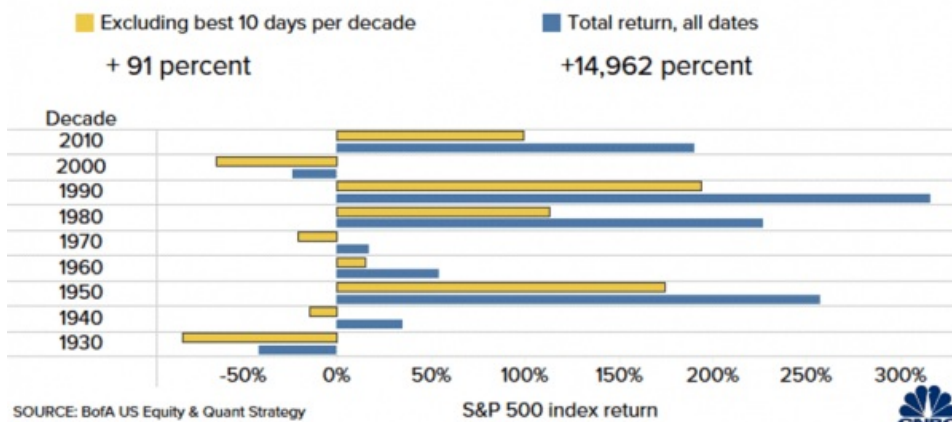 Excluding best 10 days per decade
Total return, all dates
+ 91 percent
+14,962 percent
Decade
2010
2000
1990
1980
1970
1960
1950
1940
1930
-50% 0% 50% 100% 150% 200% 250% 300%
SOURCE: BofA US Equity & Quant Strategy
S&P 500 index return